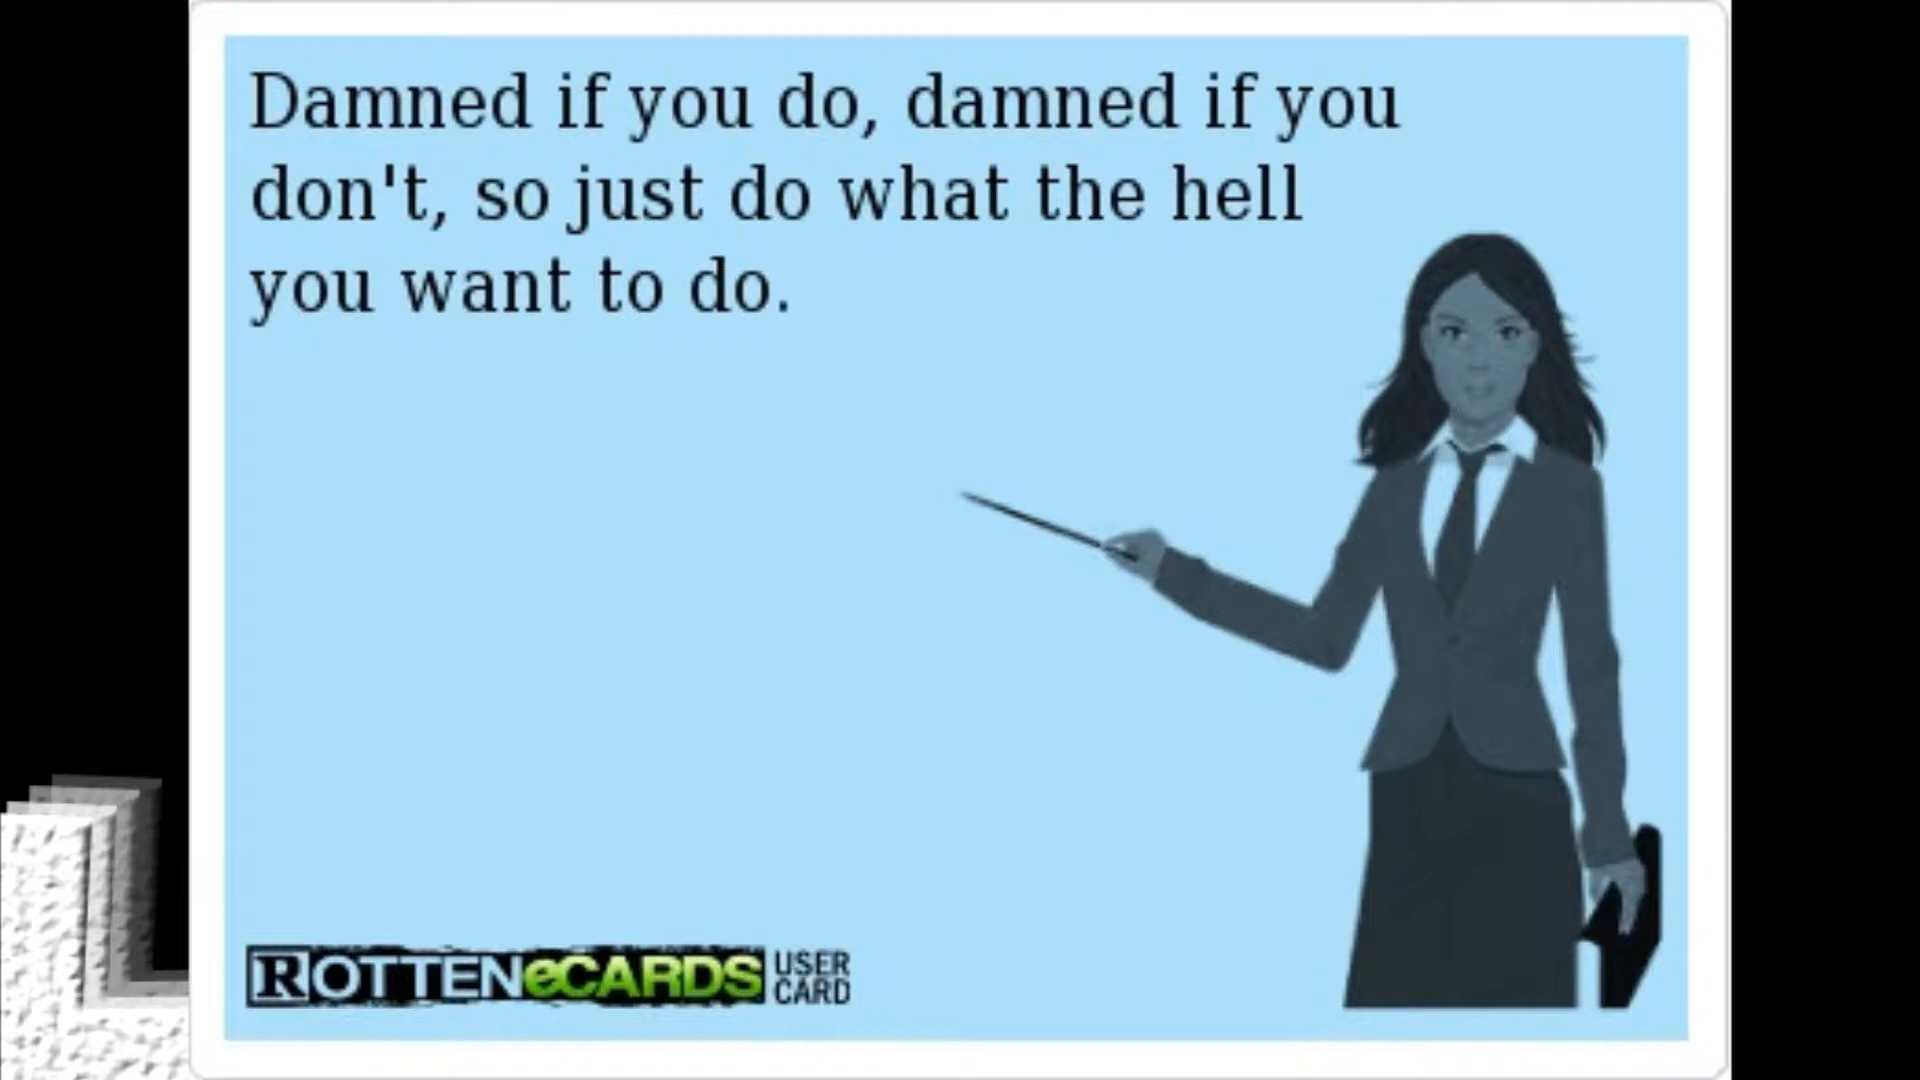 Damned if you do, damned if you
don't, so just do what the hell
you want to do.
ROTTENeCARDS USER
CARD